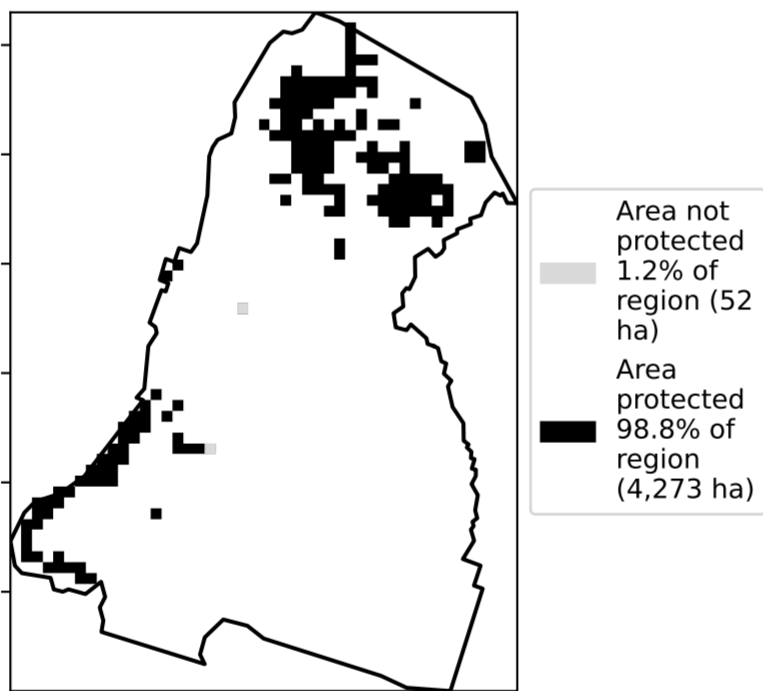 Area not
protected
1.2% of
region (52
ha)
Area
protected
98.8% of
region
(4,273 ha)